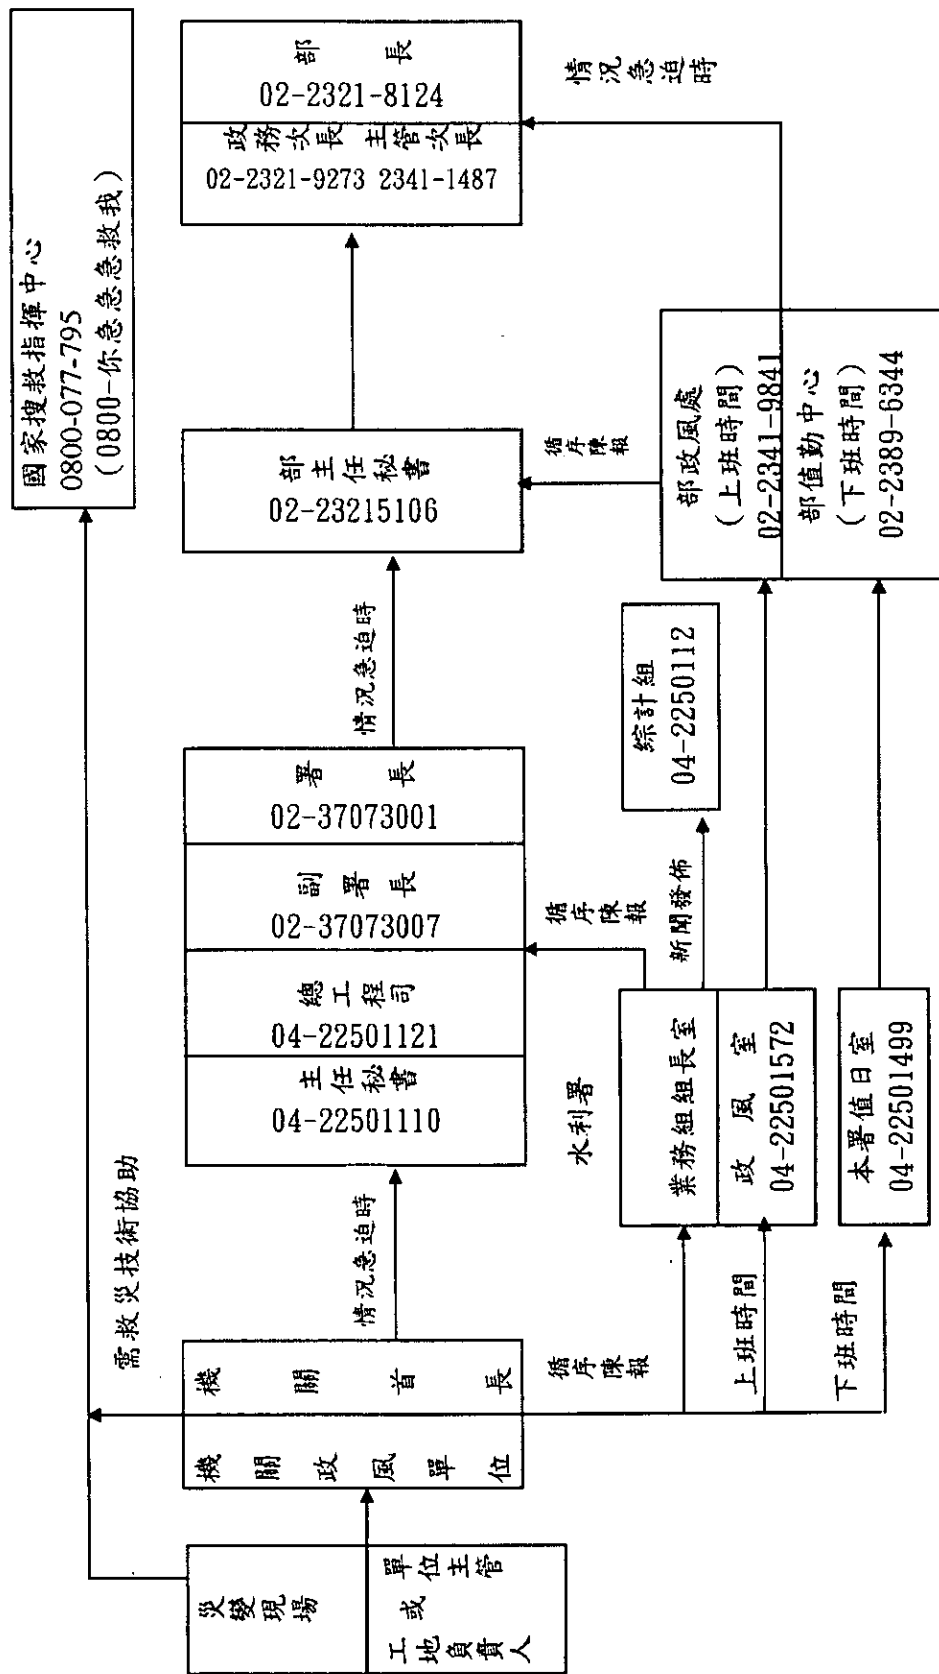 國家搜救指揮中心
0800-077-795
(0800-你急急急救我)
需救災技術協助
災變現場
單位主管
或
工地負責人
機關首長
機關政風單位
情況急迫時
主任秘書
04-22501110
總工程司
04-22501121
副署長
02-37073007
署長
02-37073001
情況急迫時
部主任秘書
02-23215106
部長
02-2321-8124
政務次長 主管次長
02-2321-9273 2341-1487
情況急迫時
循序陳報
水利署
循序陳報
循序陳報
業務組組長室
政風室
04-22501572
新聞發佈
綜計組
04-2250112
部政風處
(上班時間)
02-2341-9841
部值勤中心
(下班時間)
02-2389-6344
上班時間
下班時間
本署值日室
04-22501499